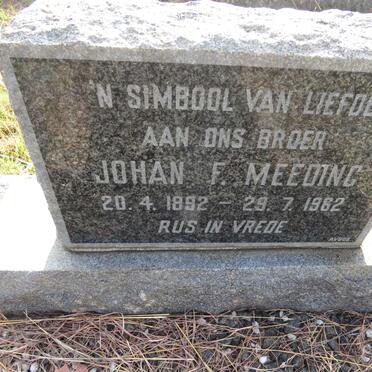 'N SIMBOOL VAN LIEFDE
AAN ONS BROER
JOHAN F. MEEDING
20. 4. 1892 - 29. 7. 1962
RUS IN VREDE